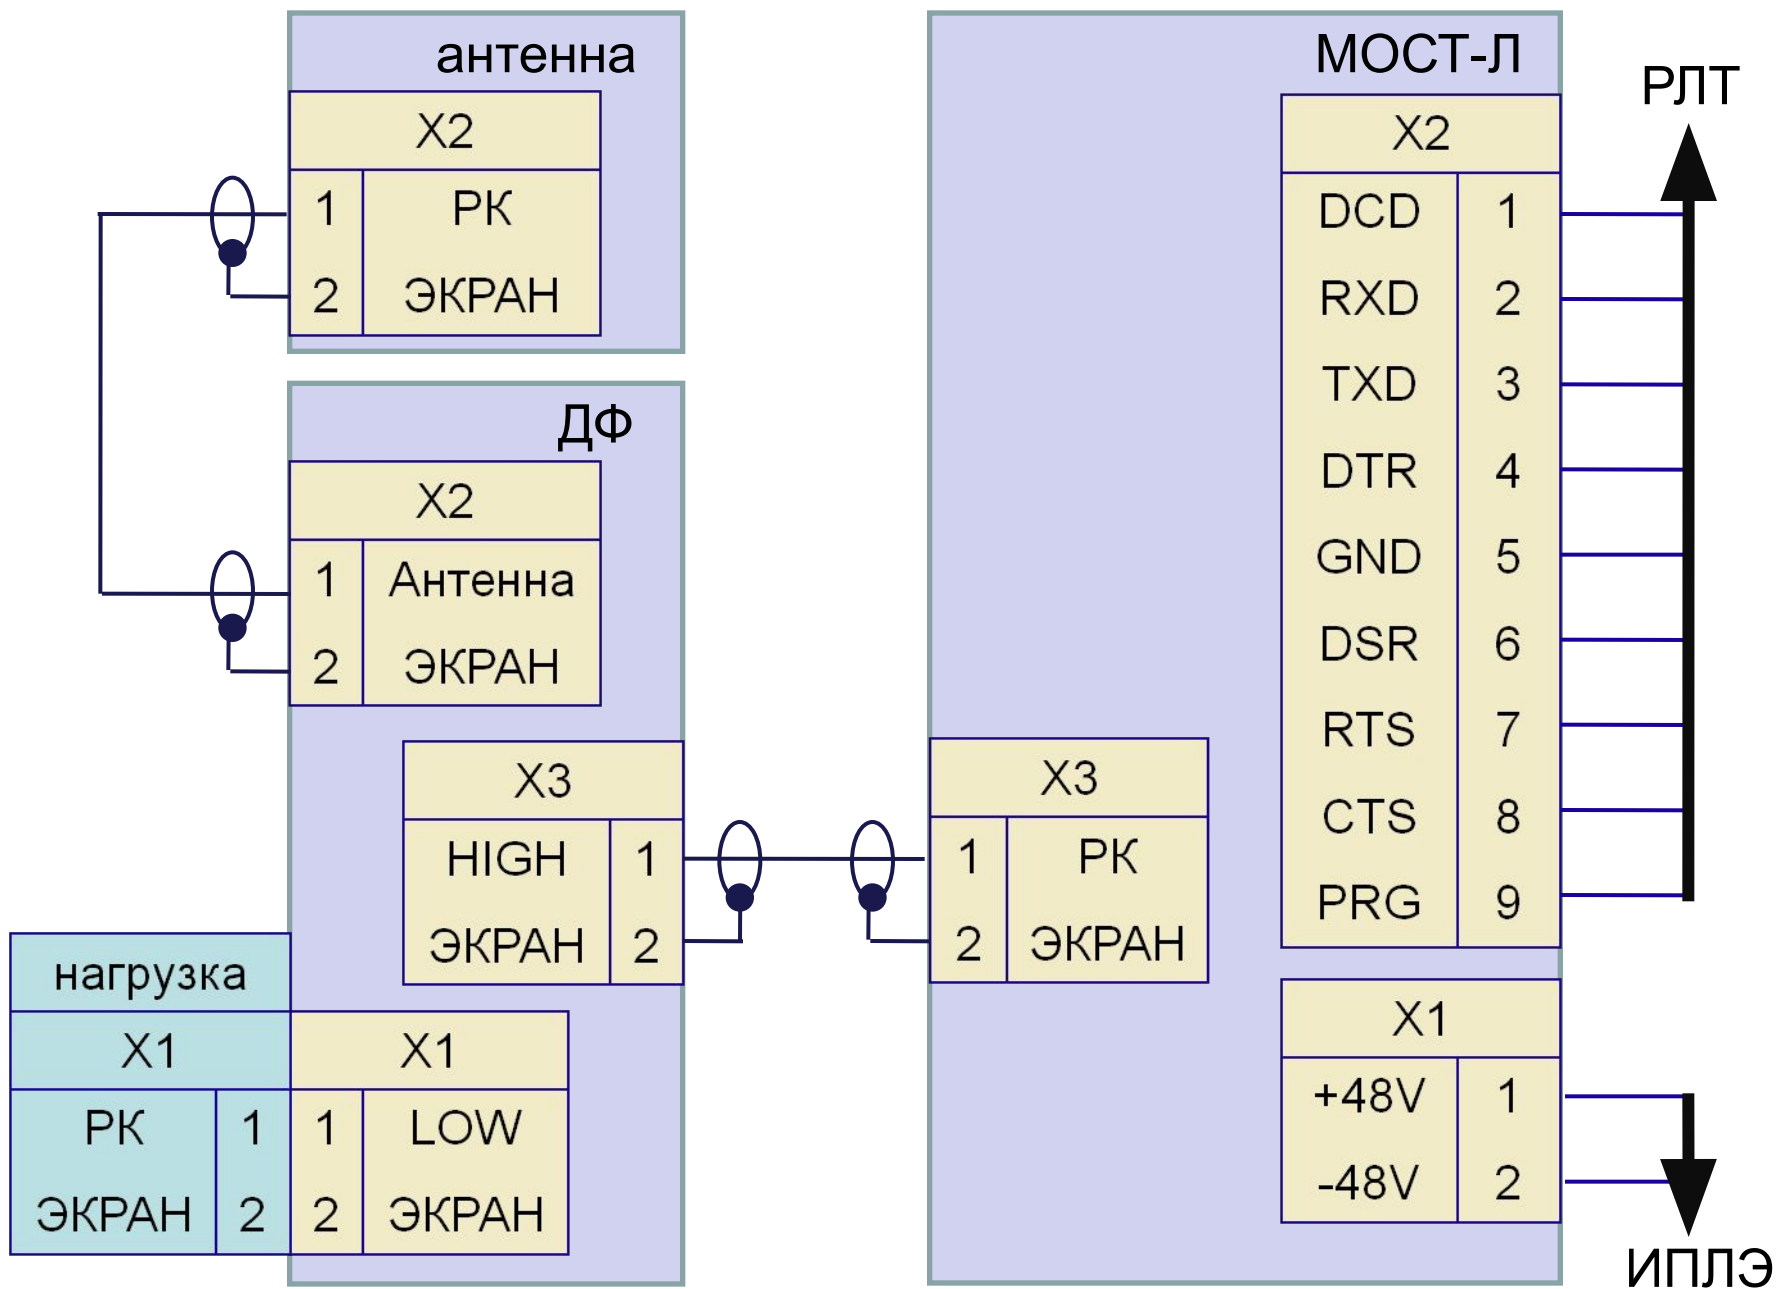 антенна
X2
1 РК
2 ЭКРАН
ДФ
X2
1 Антенна
2 ЭКРАН
X3
HIGH 1
ЭКРАН 2
нагрузка
X1
РК 1
ЭКРАН 2
X1
1 LOW
2 ЭКРАН
МОСТ-Л
X2
DCD 1
RXD 2
TXD 3
DTR 4
GND 5
DSR 6
RTS 7
CTS 8
PRG 9
X3
1 РК
2 ЭКРАН
X1
+48V 1
-48V 2
РЛТ
ИПЛЭ